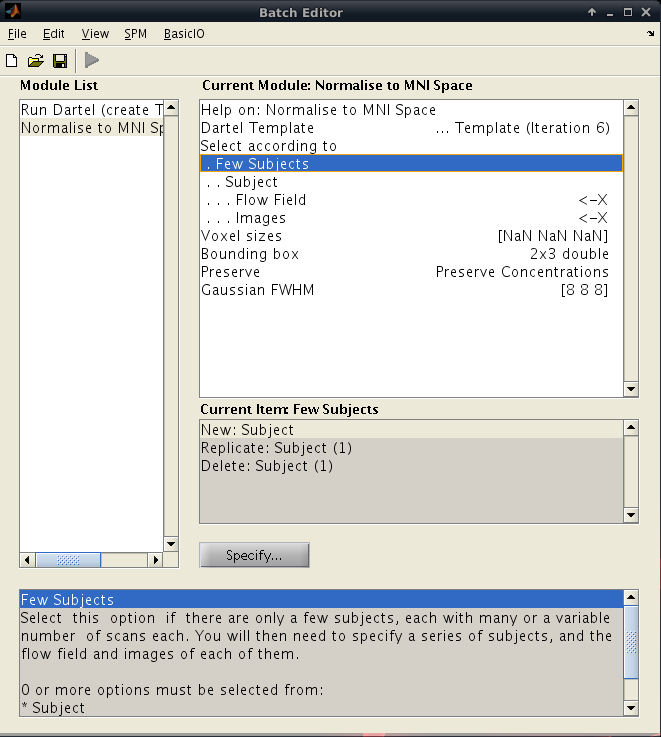 Batch Editor
File Edit View SPM BasicIO
Module List
Current Module: Normalise to MNI Space
Run Dartel (create T
Normalise to MNI Sp
Help on: Normalise to MNI Space
Dartel Template ... Template (Iteration 6)
Select according to
. Few Subjects
. . Subject
. . . Flow Field <-X
. . . Images <-X
Voxel sizes [NaN NaN NaN]
Bounding box 2x3 double
Preserve Preserve Concentrations
Gaussian FWHM [8 8 8]
Current Item: Few Subjects
New: Subject
Replicate: Subject (1)
Delete: Subject (1)
Specify...
Few Subjects
Select this option if there are only a few subjects, each with many or a variable
number of scans each. You will then need to specify a series of subjects, and the
flow field and images of each of them.
0 or more options must be selected from:
* Subject